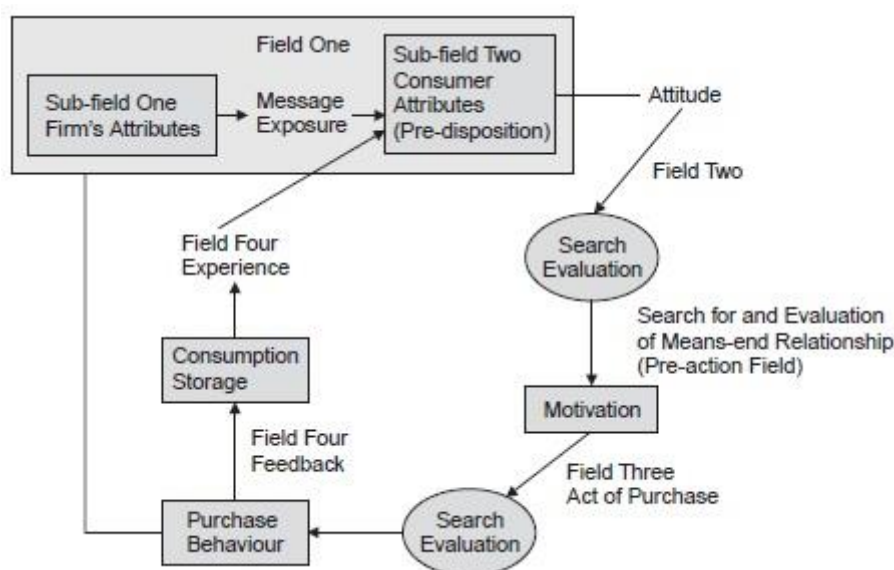 Field One
Sub-field One
Firm's Attributes
Message
Exposure
Sub-field Two
Consumer
Attributes
(Pre-disposition)
Attitude
Field Two
Search
Evaluation
Search for and Evaluation
of Means-end Relationship
(Pre-action Field)
Motivation
Field Three
Act of Purchase
Search
Evaluation
Purchase
Behaviour
Field Four
Feedback
Consumption
Storage
Field Four
Experience